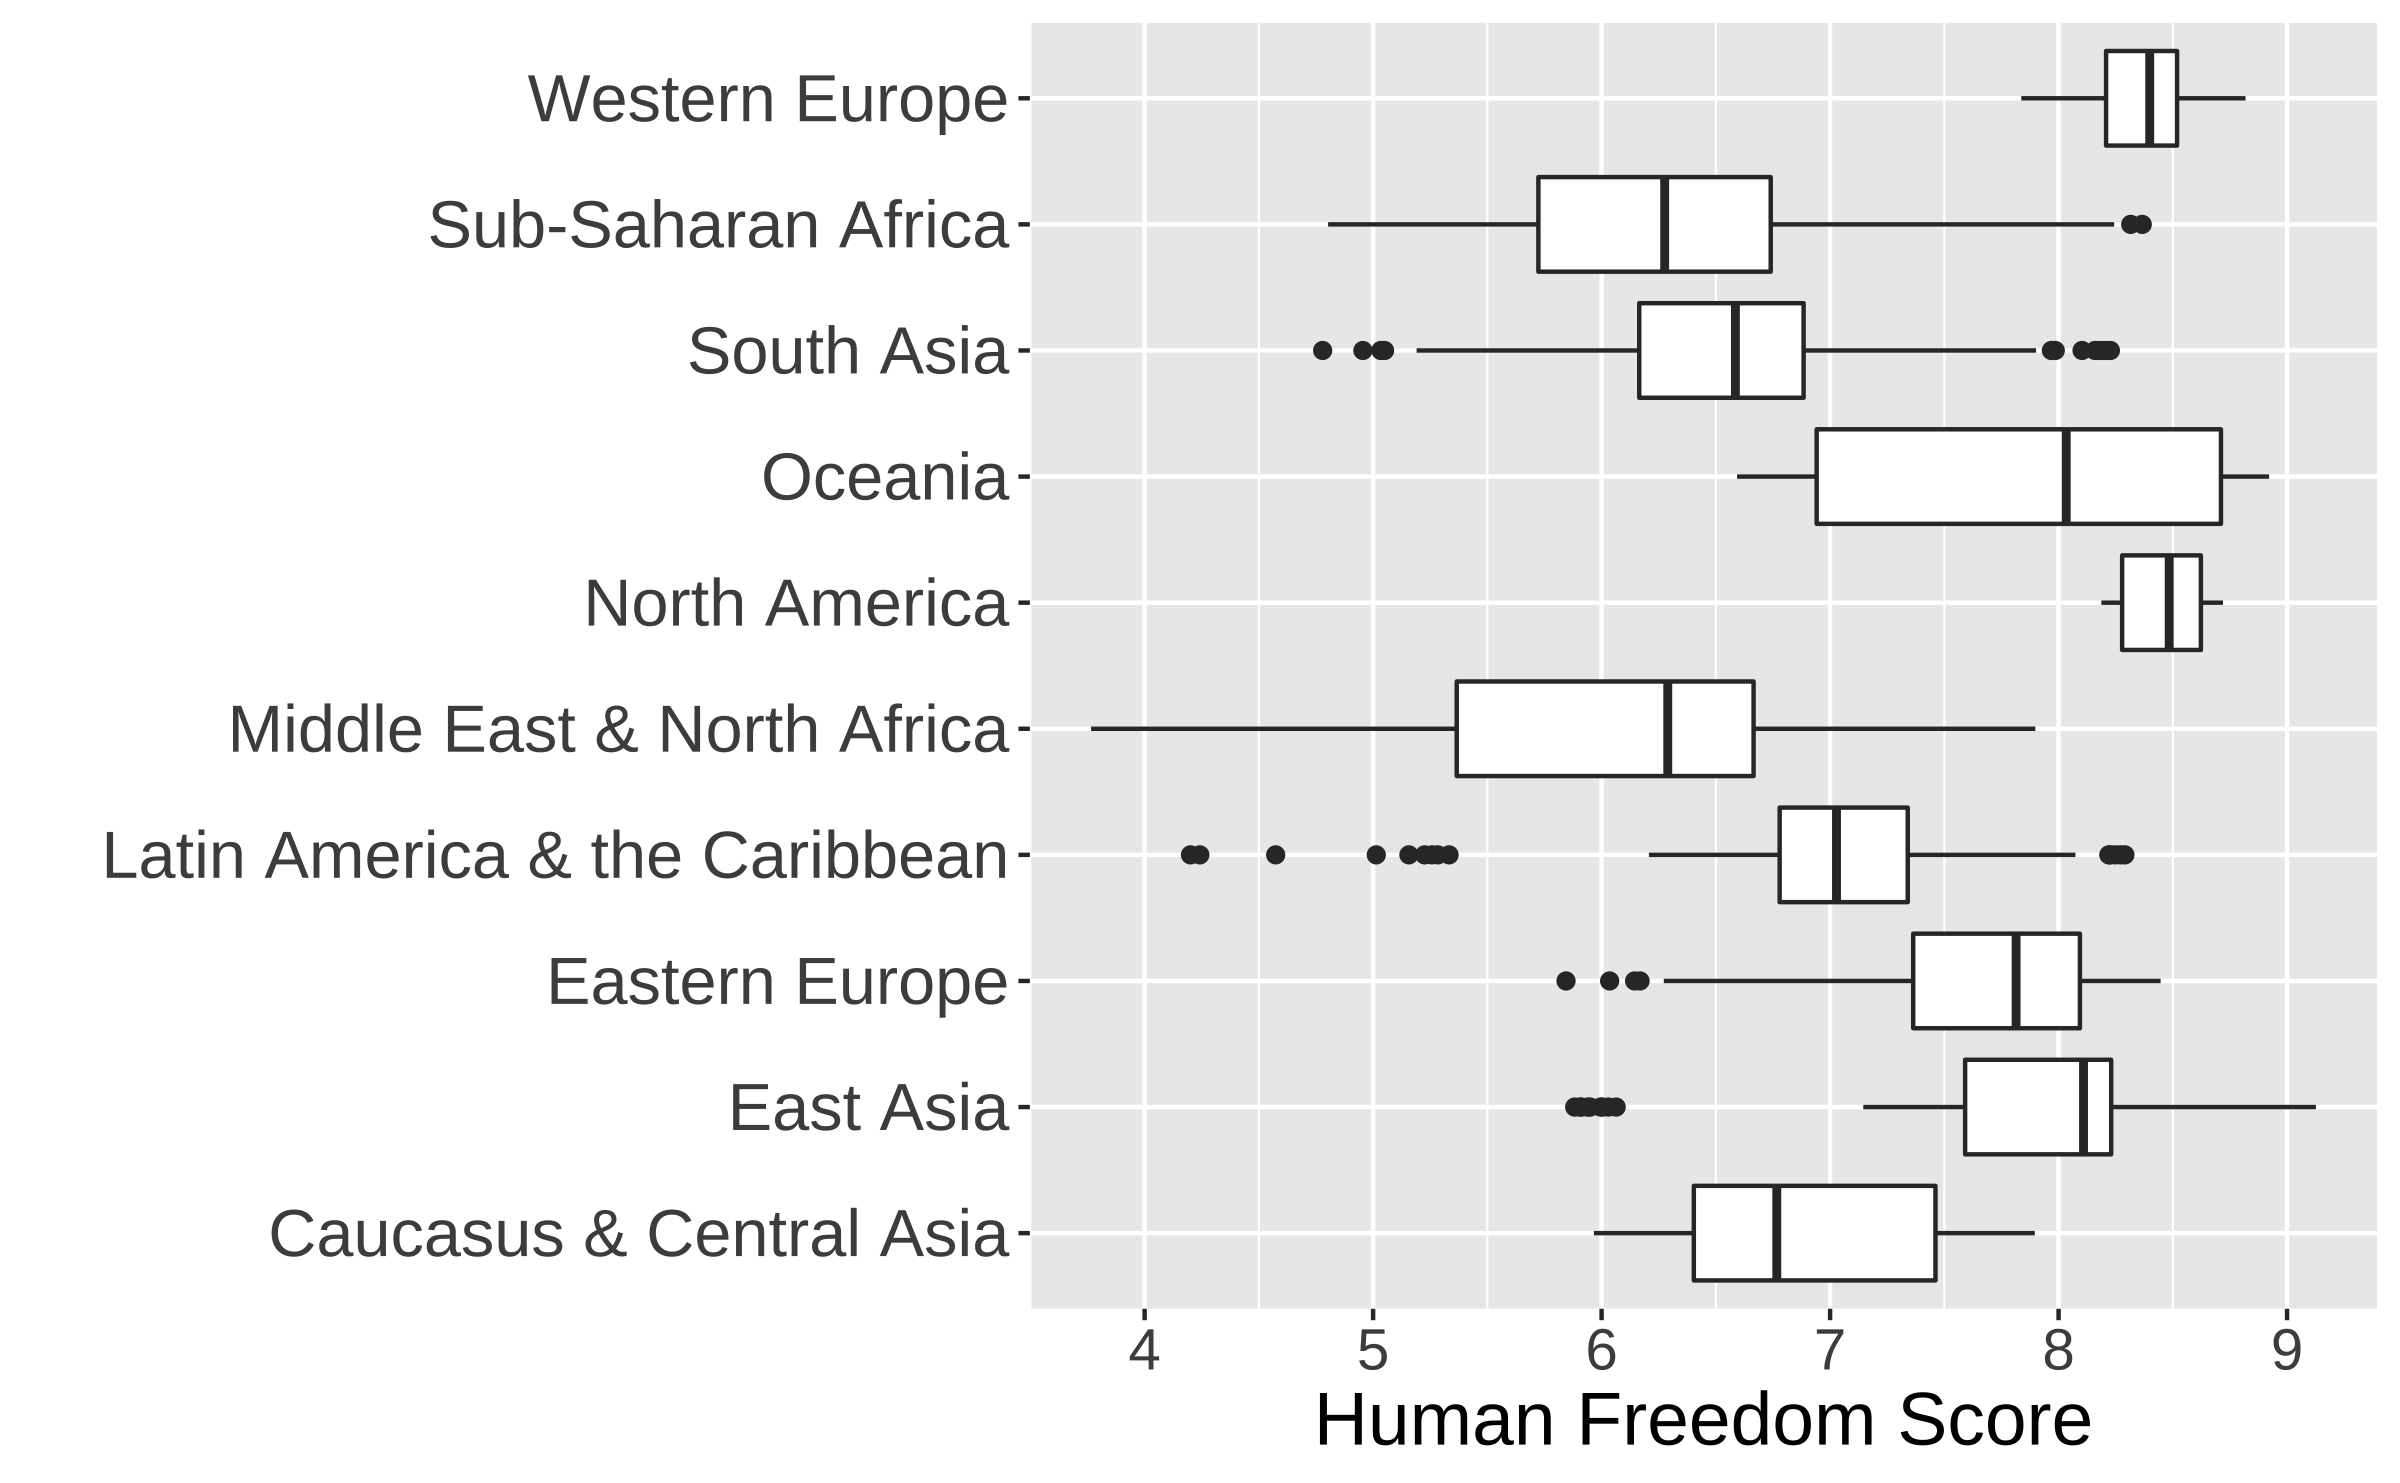 Western Europe
Sub-Saharan Africa
South Asia
Oceania
North America
Middle East & North Africa
Latin America & the Caribbean
Eastern Europe
East Asia
Caucasus & Central Asia
4 5 6 7 8 9
Human Freedom Score